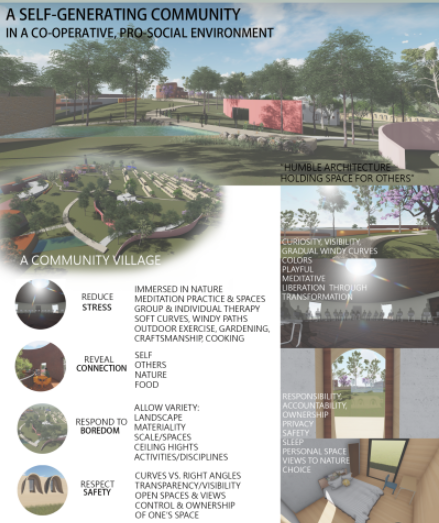 A SELF-GENERATING COMMUNITY
IN A CO-OPERATIVE, PRO-SOCIAL ENVIRONMENT
"HUMBLE ARCHITECTURE -
HOLDING SPACE FOR OTHERS"
A COMMUNITY VILLAGE
CURIOSITY, VISIBILITY,
GRADUAL WINDY CURVES
COLORS
PLAYFUL
MEDITATIVE
LIBERATION THROUGH
TRANSFORMATION
REDUCE
STRESS
IMMERSED IN NATURE
MEDITATION PRACTICE & SPACES
GROUP & INDIVIDUAL THERAPY
SOFT CURVES, WINDY PATHS
OUTDOOR EXERCISE, GARDENING,
CRAFTSMANSHIP, COOKING
REVEAL
CONNECTION
SELF
OTHERS
NATURE
FOOD
RESPOND TO
BOREDOM
ALLOW VARIETY:
LANDSCAPE
MATERIALITY
SCALE/SPACES
CEILING HIGHTS
ACTIVITIES/DISCIPLINES
RESPECT
SAFETY
CURVES VS. RIGHT ANGLES
TRANSPARENCY/VISIBILITY
OPEN SPACES & VIEWS
CONTROL & OWNERSHIP
OF ONE'S SPACE
RESPONSIBILITY,
ACCOUNTABILITY,
OWNERSHIP
PRIVACY
SAFETY
SLEEP
PERSONAL SPACE
VIEWS TO NATURE
CHOICE